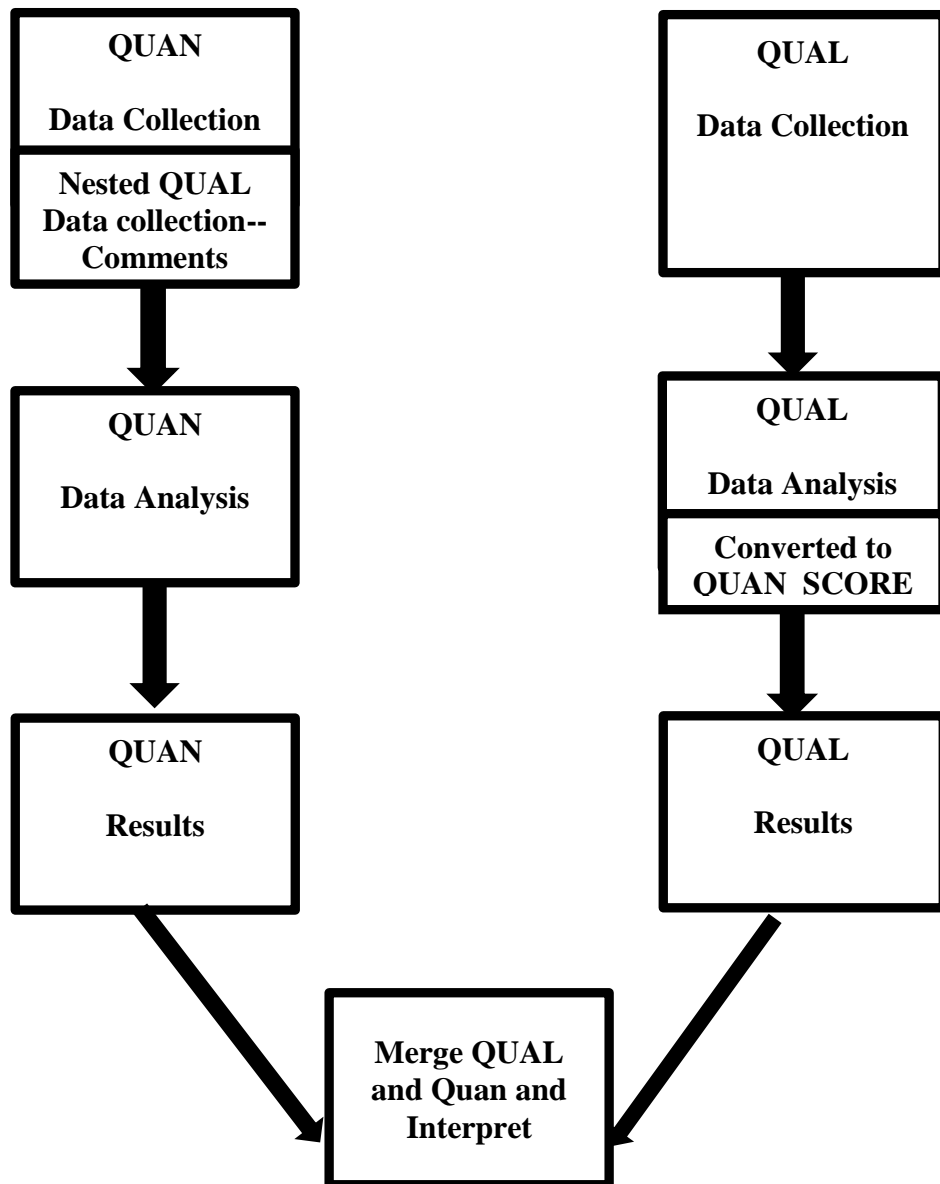 QUAN
Data Collection
Nested QUAL
Data collection--
Comments
QUAN
Data Analysis
QUAN
Results
QUAL
Data Collection
QUAL
Data Analysis
Converted to
QUAN SCORE
QUAL
Results
Merge QUAL
and Quan and
Interpret